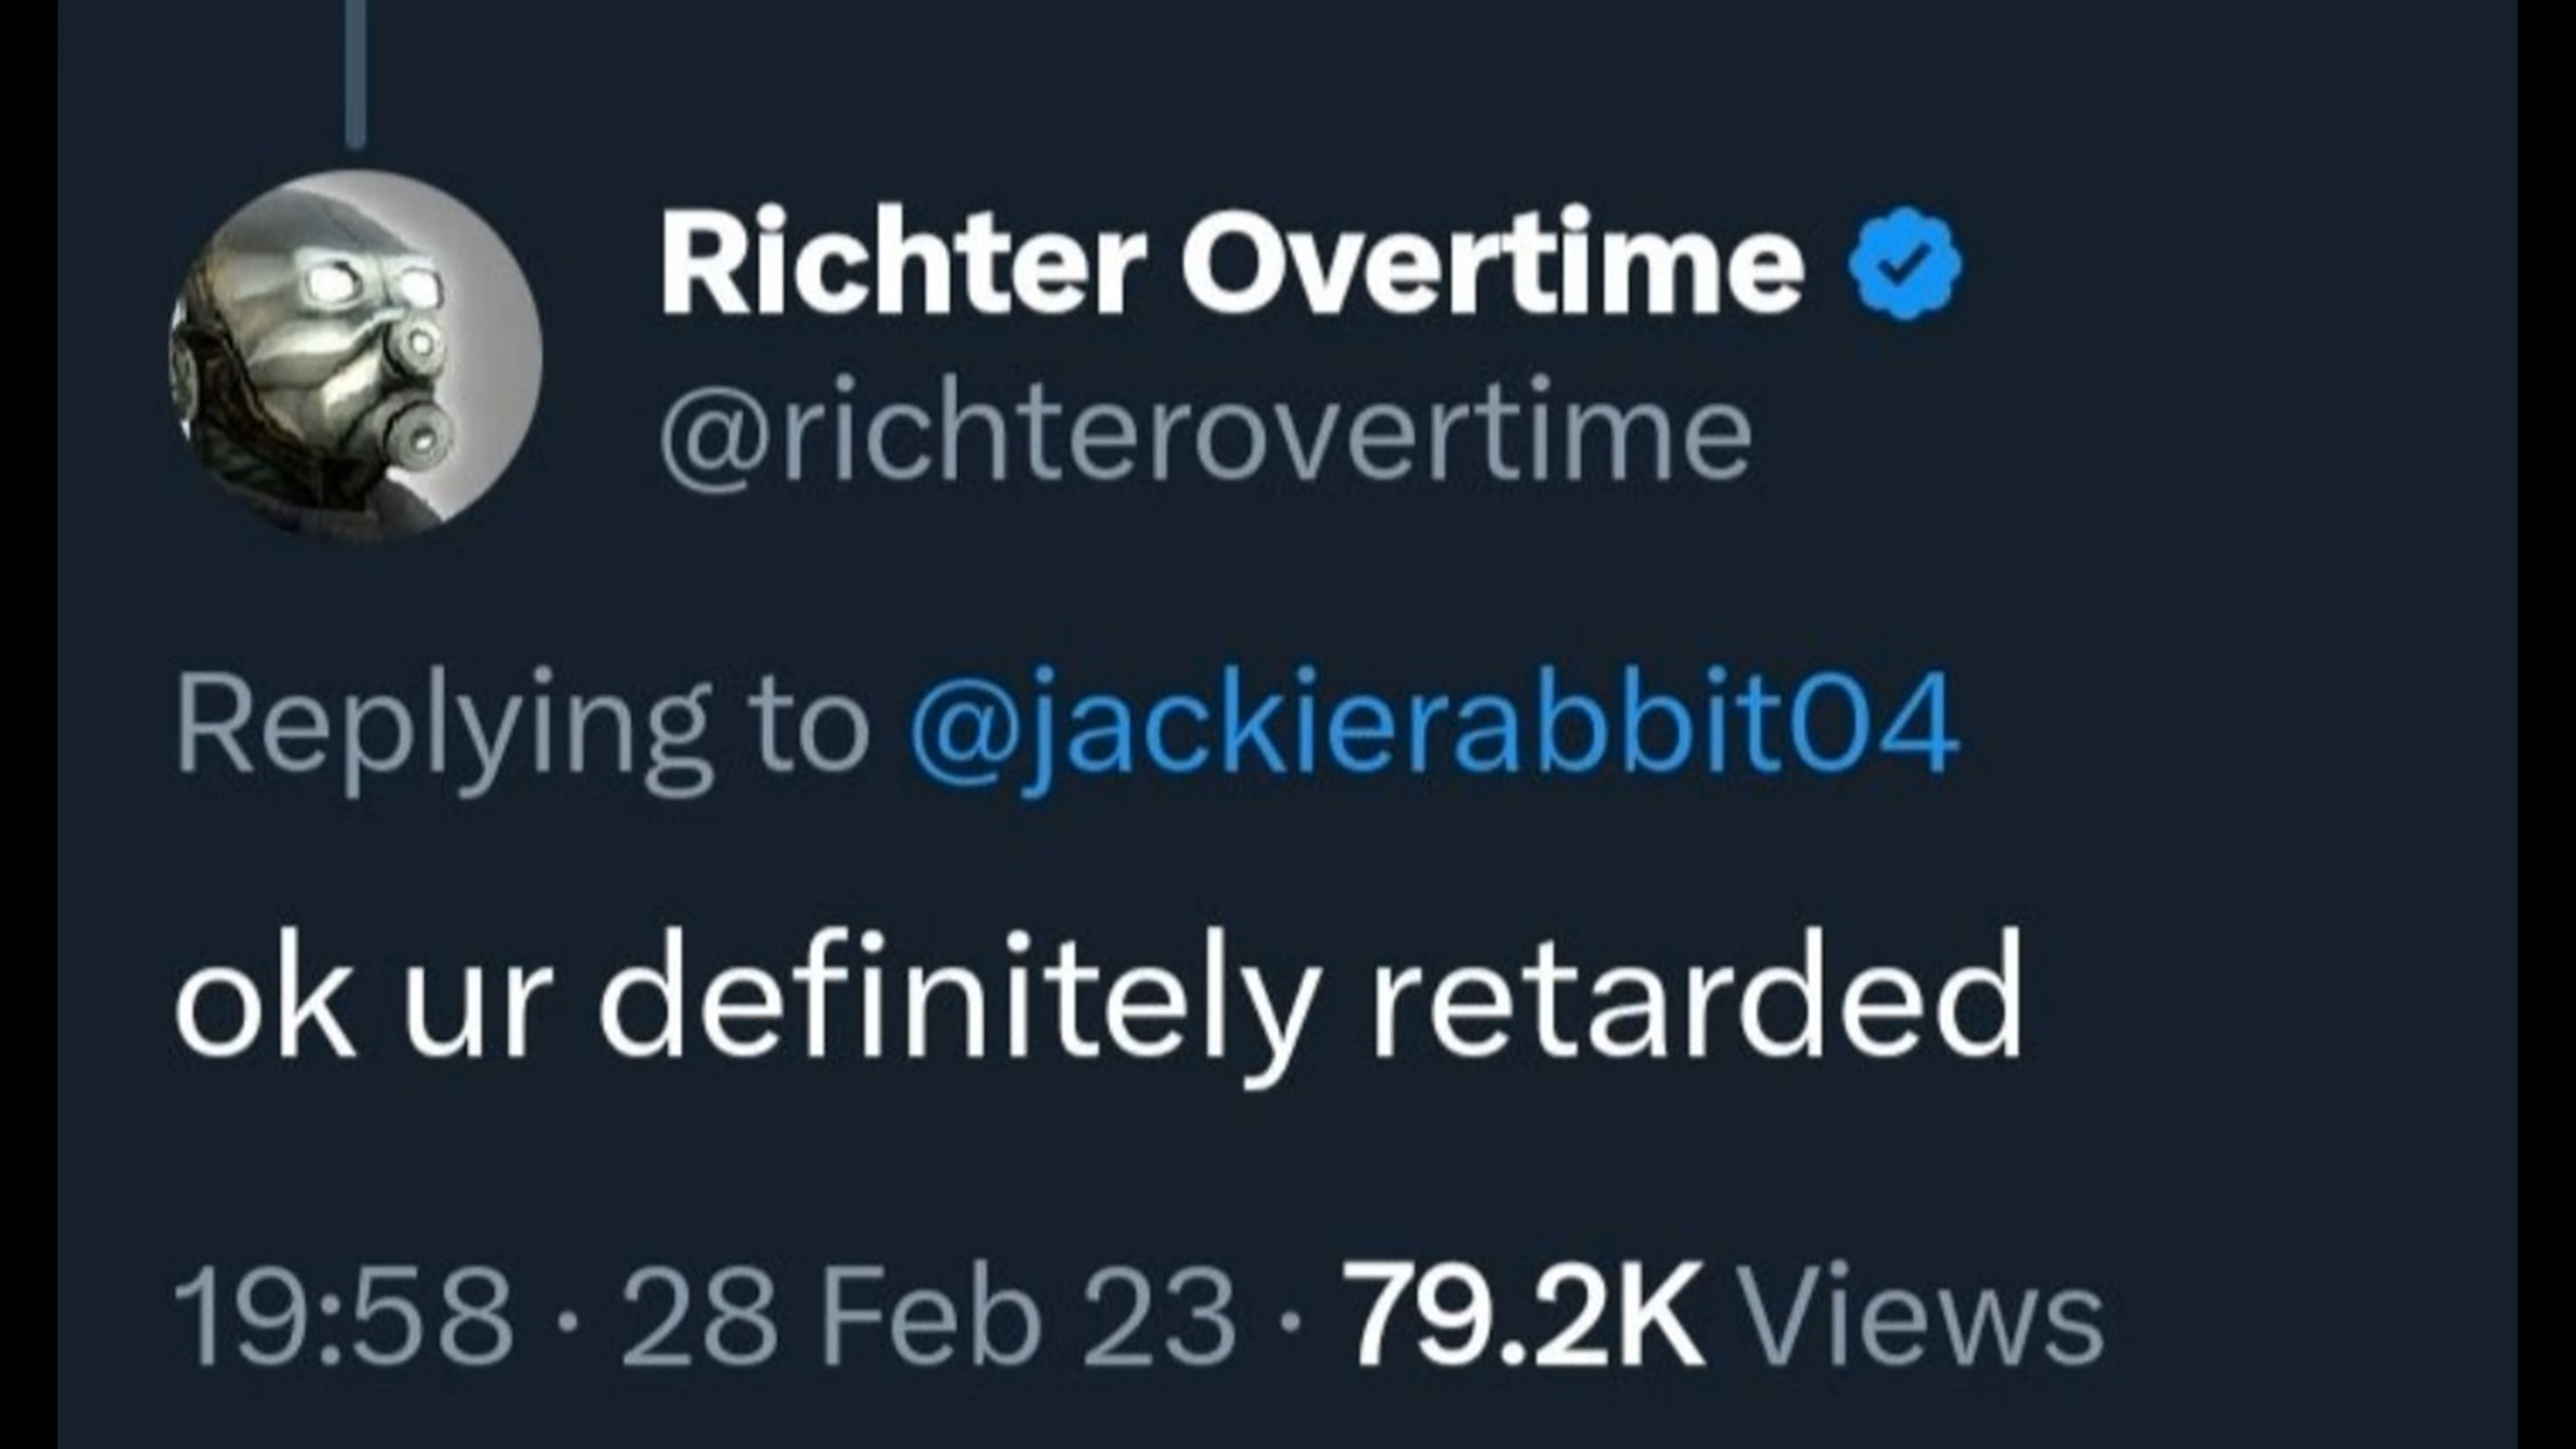 Richter Overtime
@richterovertime
Replying to @jackierabbit04
ok ur definitely retarded
19:58 · 28 Feb 23 · 79.2K Views